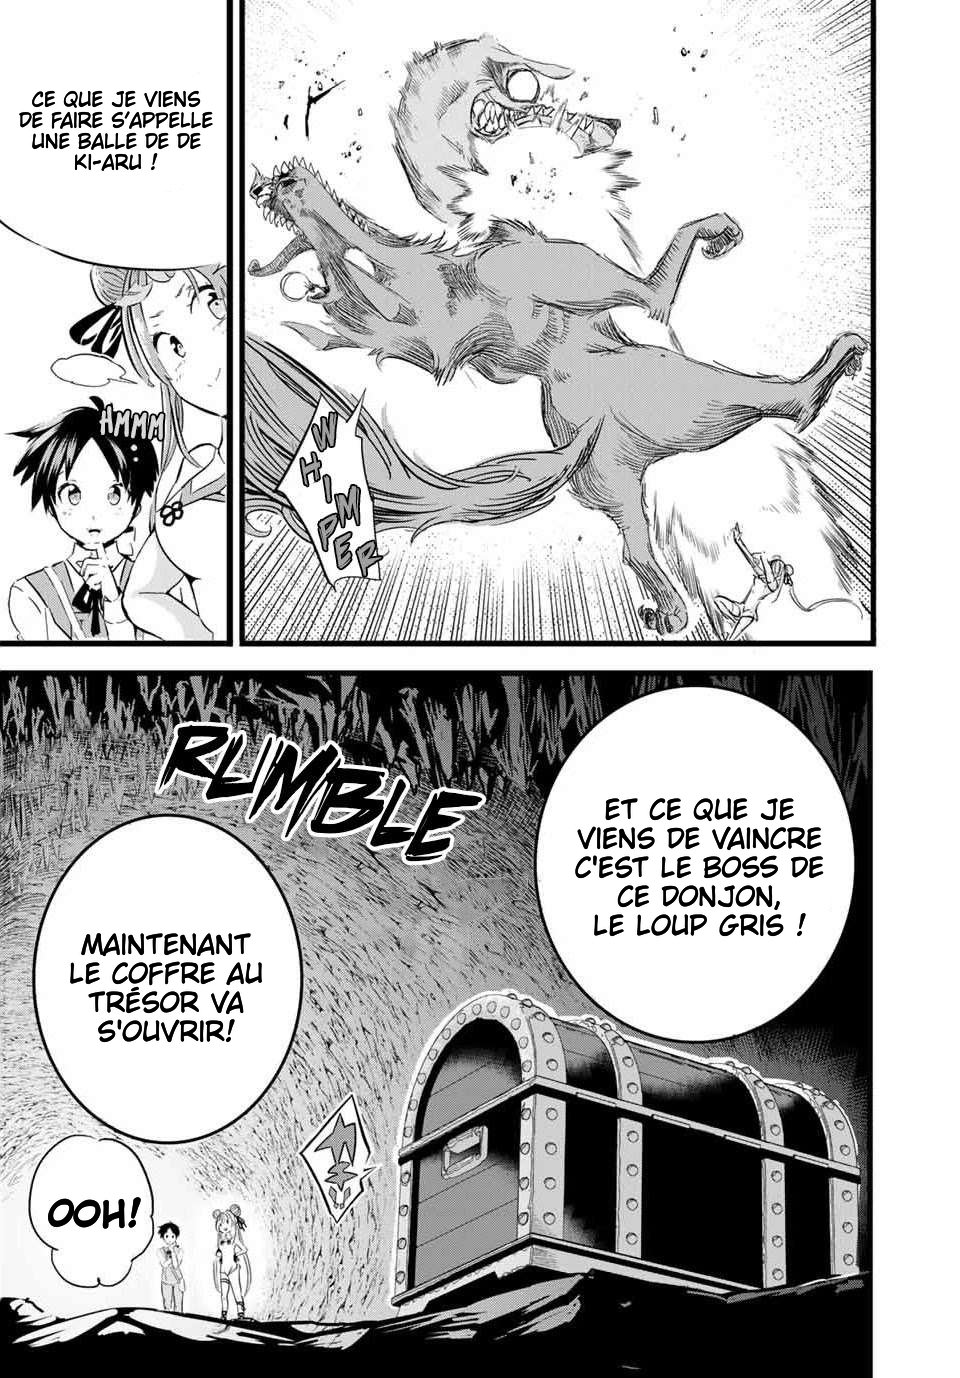 WHIMPER
CE QUE JE VIENS
DE FAIRE S'APPELLE
UNE BALLE DE DE
KI-ARU !
HMMM
ET CE QUE JE
VIENS DE VAINCRE
C'EST LE BOSS DE
CE DONJON,
LE LOUP GRIS !
RUMBLE
MAINTENANT
LE COFFRE AU
TRÉSOR VA
S'OUVRIR!
OOH!